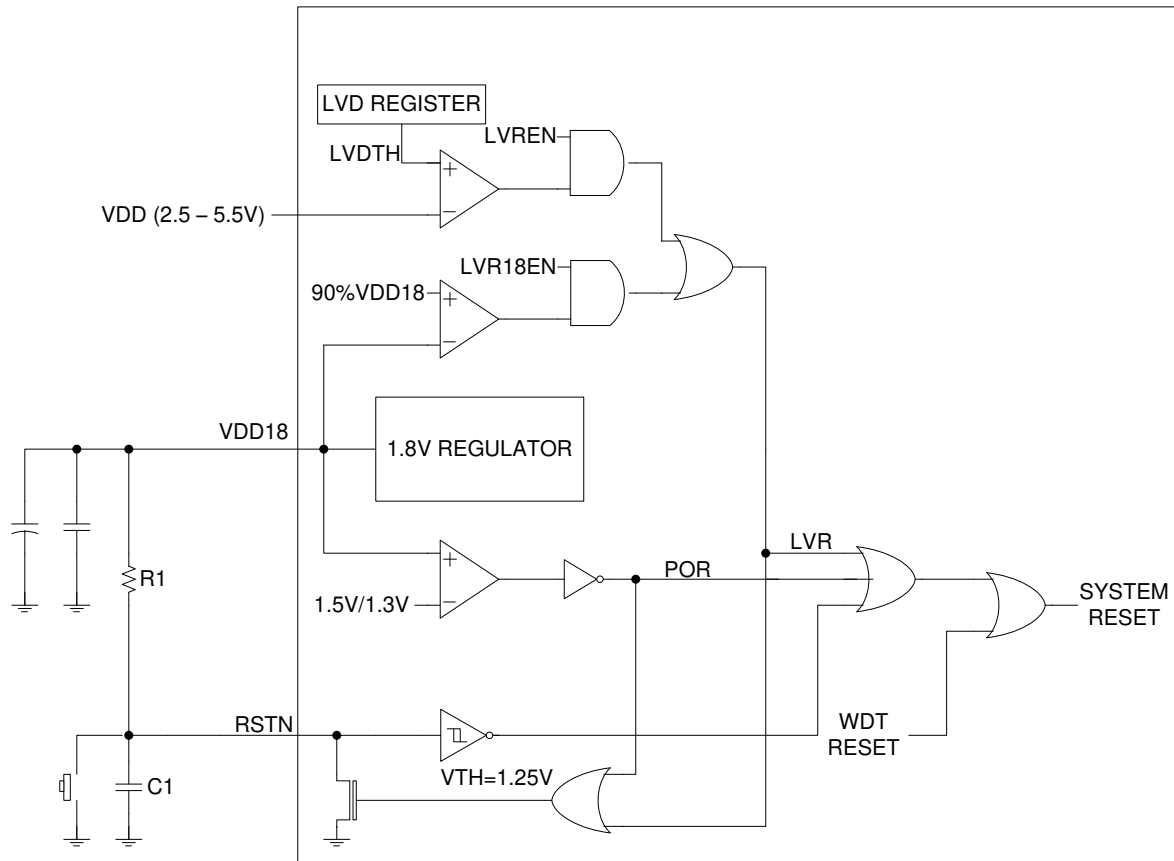 LVD REGISTER
LVREN
LVDTH
+
−
VDD (2.5 – 5.5V)
LVR18EN
90%VDD18
+
−
VDD18
1.8V REGULATOR
R1
+
−
1.5V/1.3V
POR
LVR
SYSTEM
RESET
RSTN
WDT
RESET
VTH=1.25V
C1